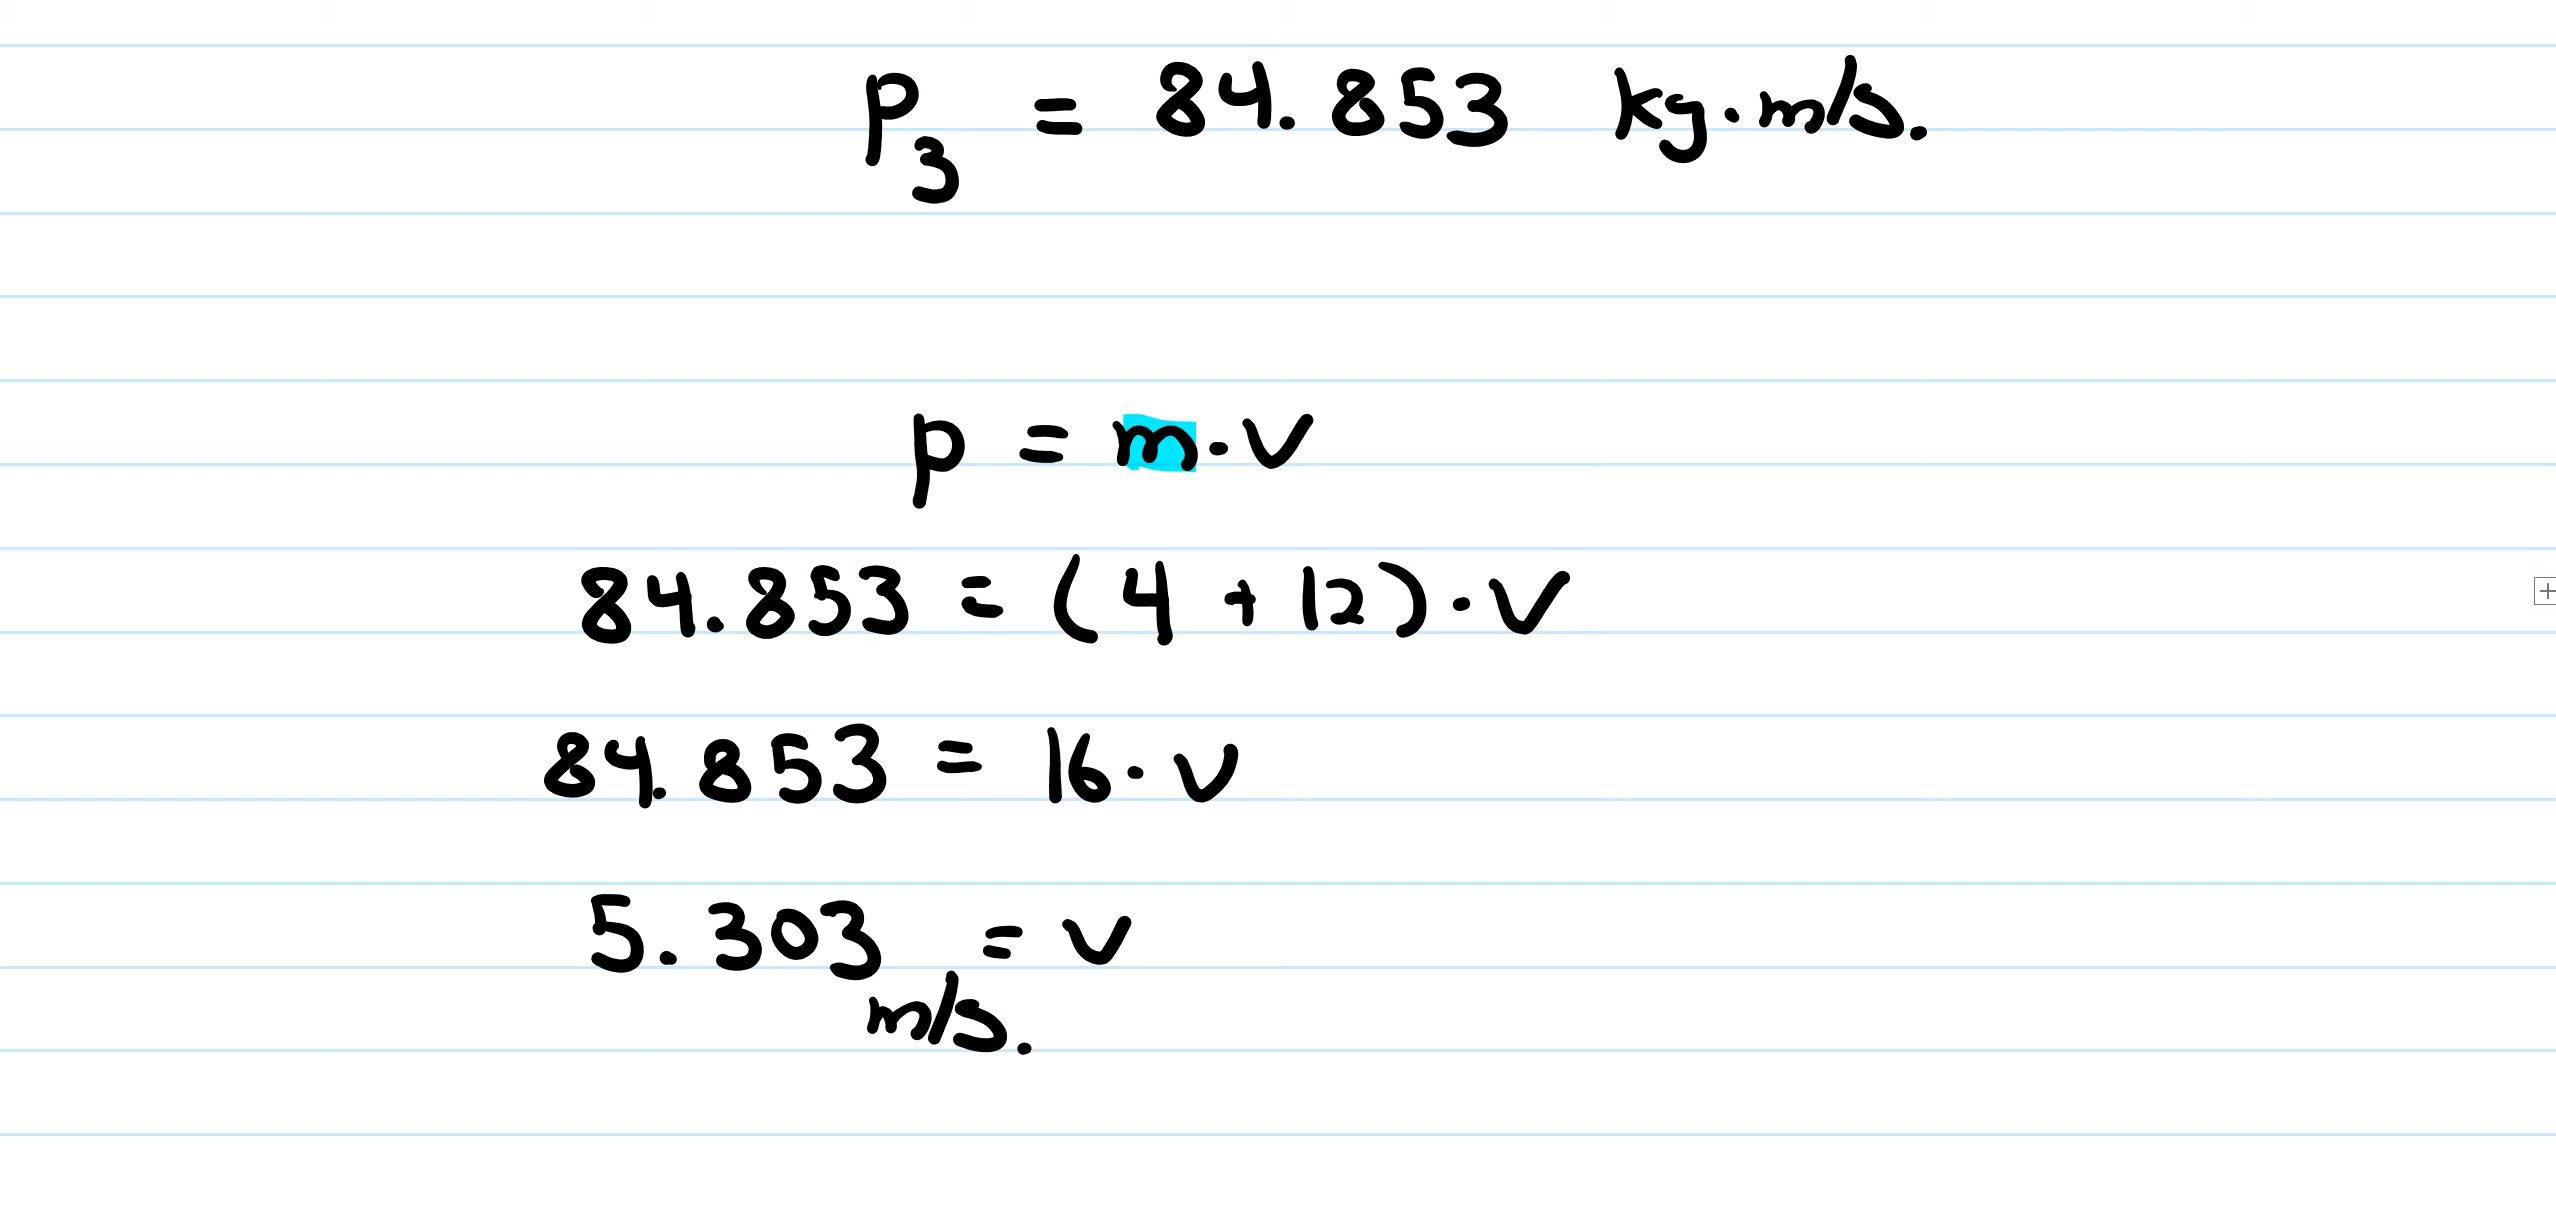 p₃ = 84.853 kg·m/s.
p = m·v
84.853 = (4 + 12)·v
84.853 = 16·v
5.303 = v
m/s.